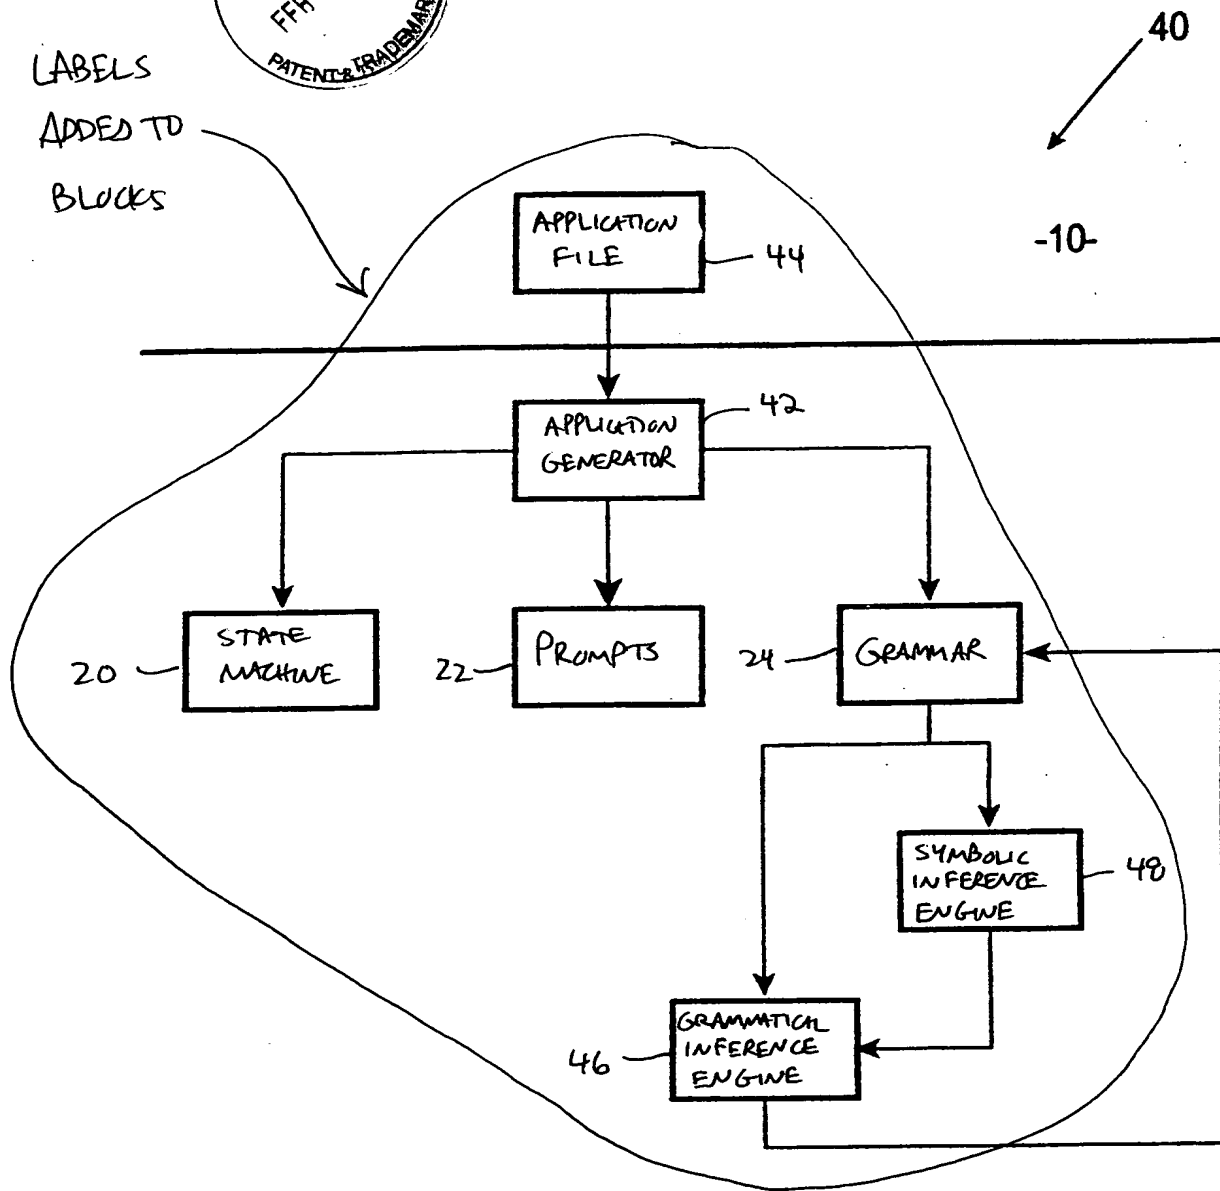 PATENT & TRADEMAR
40
LABELS
ADDED TO
BLOCKS
-10-
APPLICATION
FILE
44
42
APPLICATION
GENERATOR
20
STATE
MACHINE
22
PROMPTS
24
GRAMMAR
SYMBOLIC
INFERENCE
ENGINE
48
46
GRAMMATICAL
INFERENCE
ENGINE